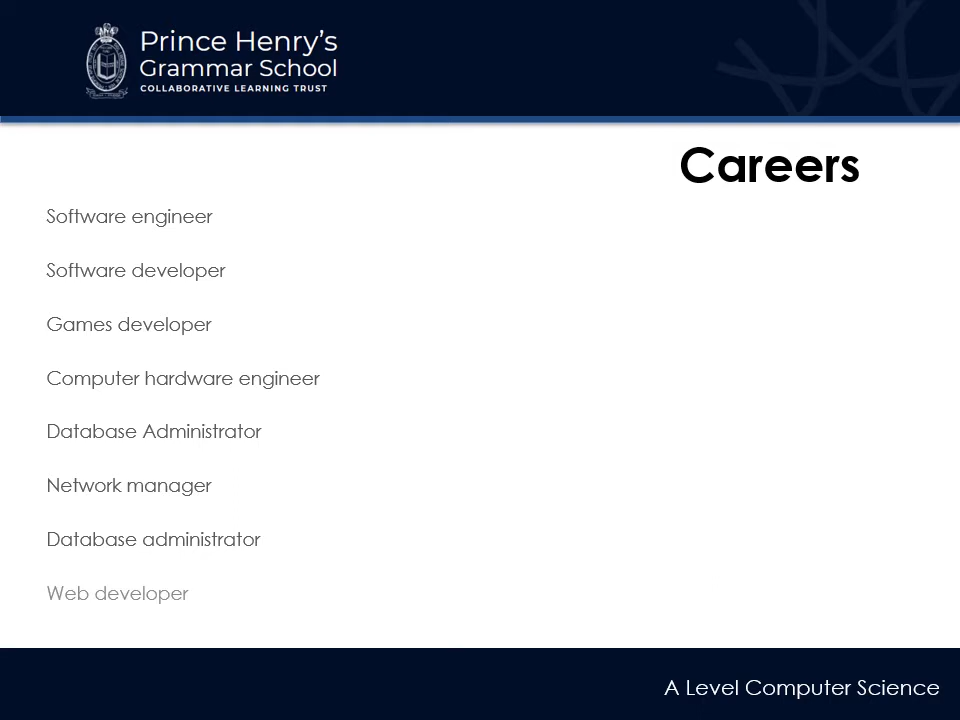 Prince Henry's
Grammar School
COLLABORATIVE LEARNING TRUST
Careers
Software engineer
Software developer
Games developer
Computer hardware engineer
Database Administrator
Network manager
Database administrator
Web developer
A Level Computer Science